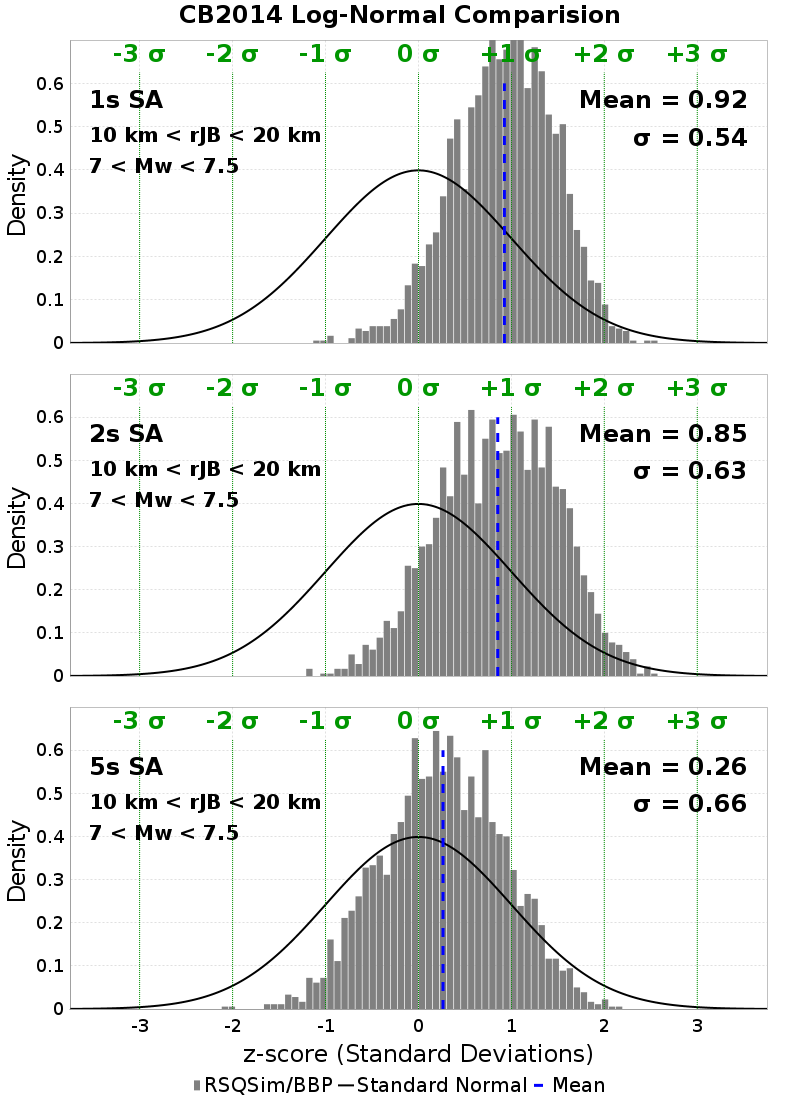 CB2014 Log-Normal Comparision
-3 σ -2 σ -1 σ 0 σ +1 σ +2 σ +3 σ
1s SA
10 km < rJB < 20 km
7 < Mw < 7.5
Mean = 0.92
σ = 0.54
Density
0.6
0.5
0.4
0.3
0.2
0.1
0
-3 σ -2 σ -1 σ 0 σ +1 σ +2 σ +3 σ
2s SA
10 km < rJB < 20 km
7 < Mw < 7.5
Mean = 0.85
σ = 0.63
Density
0.6
0.5
0.4
0.3
0.2
0.1
0
-3 σ -2 σ -1 σ 0 σ +1 σ +2 σ +3 σ
5s SA
10 km < rJB < 20 km
7 < Mw < 7.5
Mean = 0.26
σ = 0.66
Density
0.6
0.5
0.4
0.3
0.2
0.1
0
-3 -2 -1 0 1 2 3
z-score (Standard Deviations)
RSQSim/BBP Standard Normal Mean